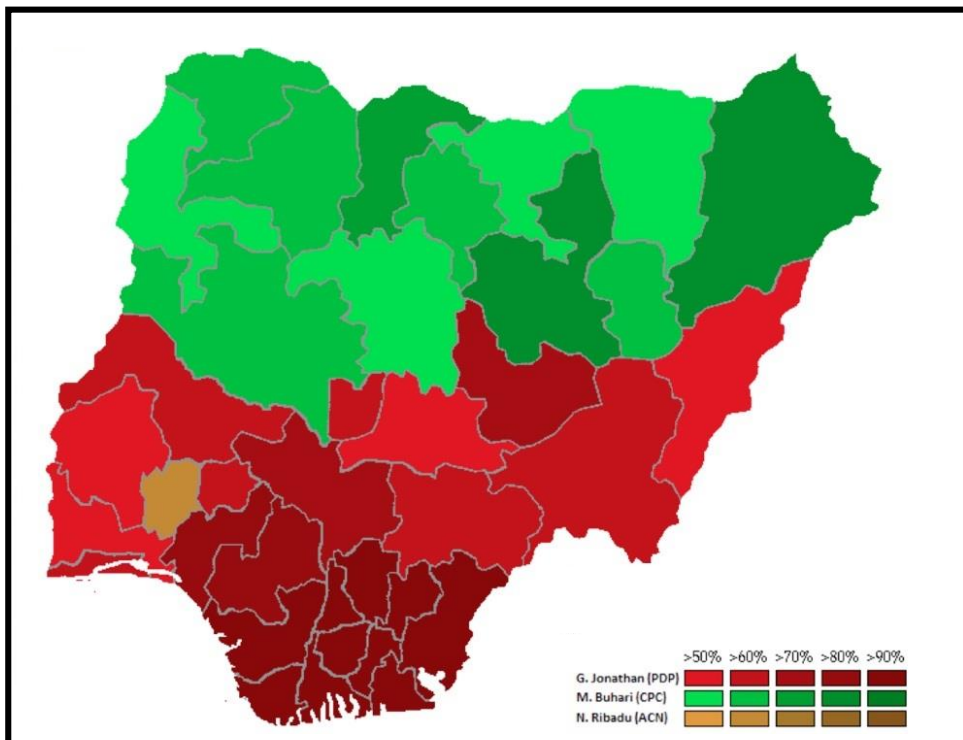 >50% >60% >70% >80% >90%
G. Jonathan (PDP)
M. Buhari (CPC)
N. Ribadu (ACN)